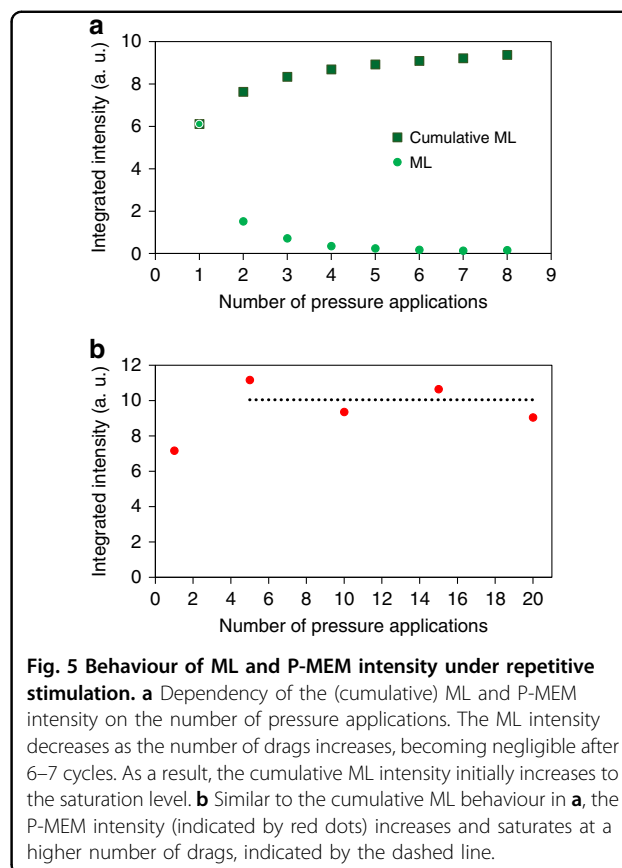 a
10
8
6
4
2
0
Integrated intensity (a. u.)
Cumulative ML
ML
0 1 2 3 4 5 6 7 8 9
Number of pressure applications
b
12
10
8
6
4
2
0
Integrated intensity (a. u.)
0 2 4 6 8 10 12 14 16 18 20
Number of pressure applications
Fig. 5 Behaviour of ML and P-MEM intensity under repetitive
stimulation. a Dependency of the (cumulative) ML and P-MEM
intensity on the number of pressure applications. The ML intensity
decreases as the number of drags increases, becoming negligible after
6–7 cycles. As a result, the cumulative ML intensity initially increases to
the saturation level. b Similar to the cumulative ML behaviour in a, the
P-MEM intensity (indicated by red dots) increases and saturates at a
higher number of drags, indicated by the dashed line.